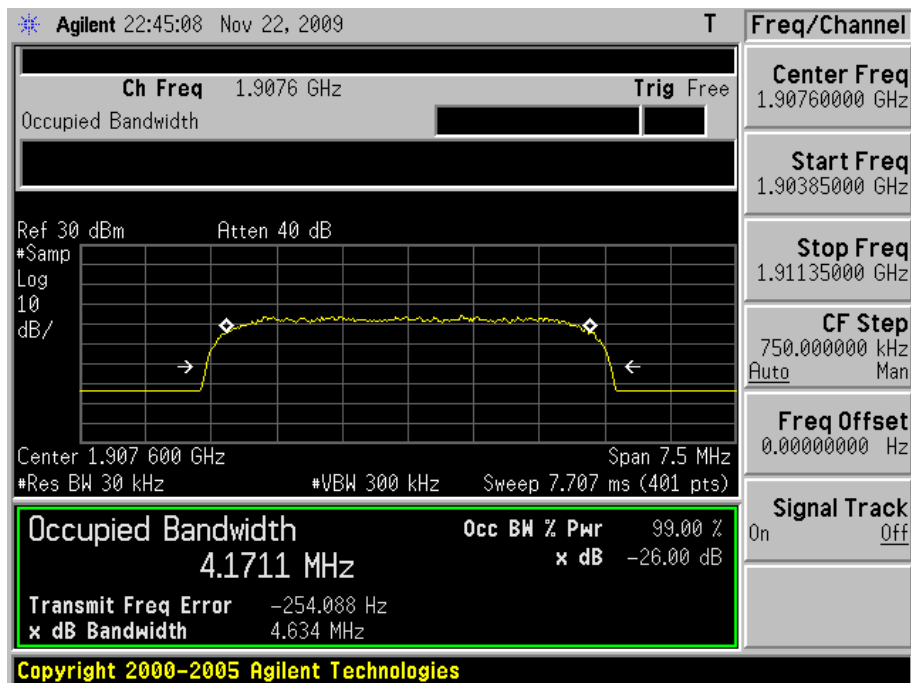 Agilent 22:45:08 Nov 22, 2009 T
Freq/Channel
Ch Freq 1.9076 GHz Trig Free
Occupied Bandwidth
Center Freq
1.90760000 GHz
Start Freq
1.90385000 GHz
Stop Freq
1.91135000 GHz
CF Step
750.000000 kHz
Auto Man
Freq Offset
0.00000000 Hz
Signal Track
On Off
Ref 30 dBm Atten 40 dB
#Samp
Log
10
dB/
Center 1.907 600 GHz Span 7.5 MHz
#Res BW 30 kHz #VBW 300 kHz Sweep 7.707 ms (401 pts)
Occupied Bandwidth
4.1711 MHz
Occ BW % Pwr 99.00 %
x dB -26.00 dB
Transmit Freq Error -254.088 Hz
x dB Bandwidth 4.634 MHz
Copyright 2000-2005 Agilent Technologies